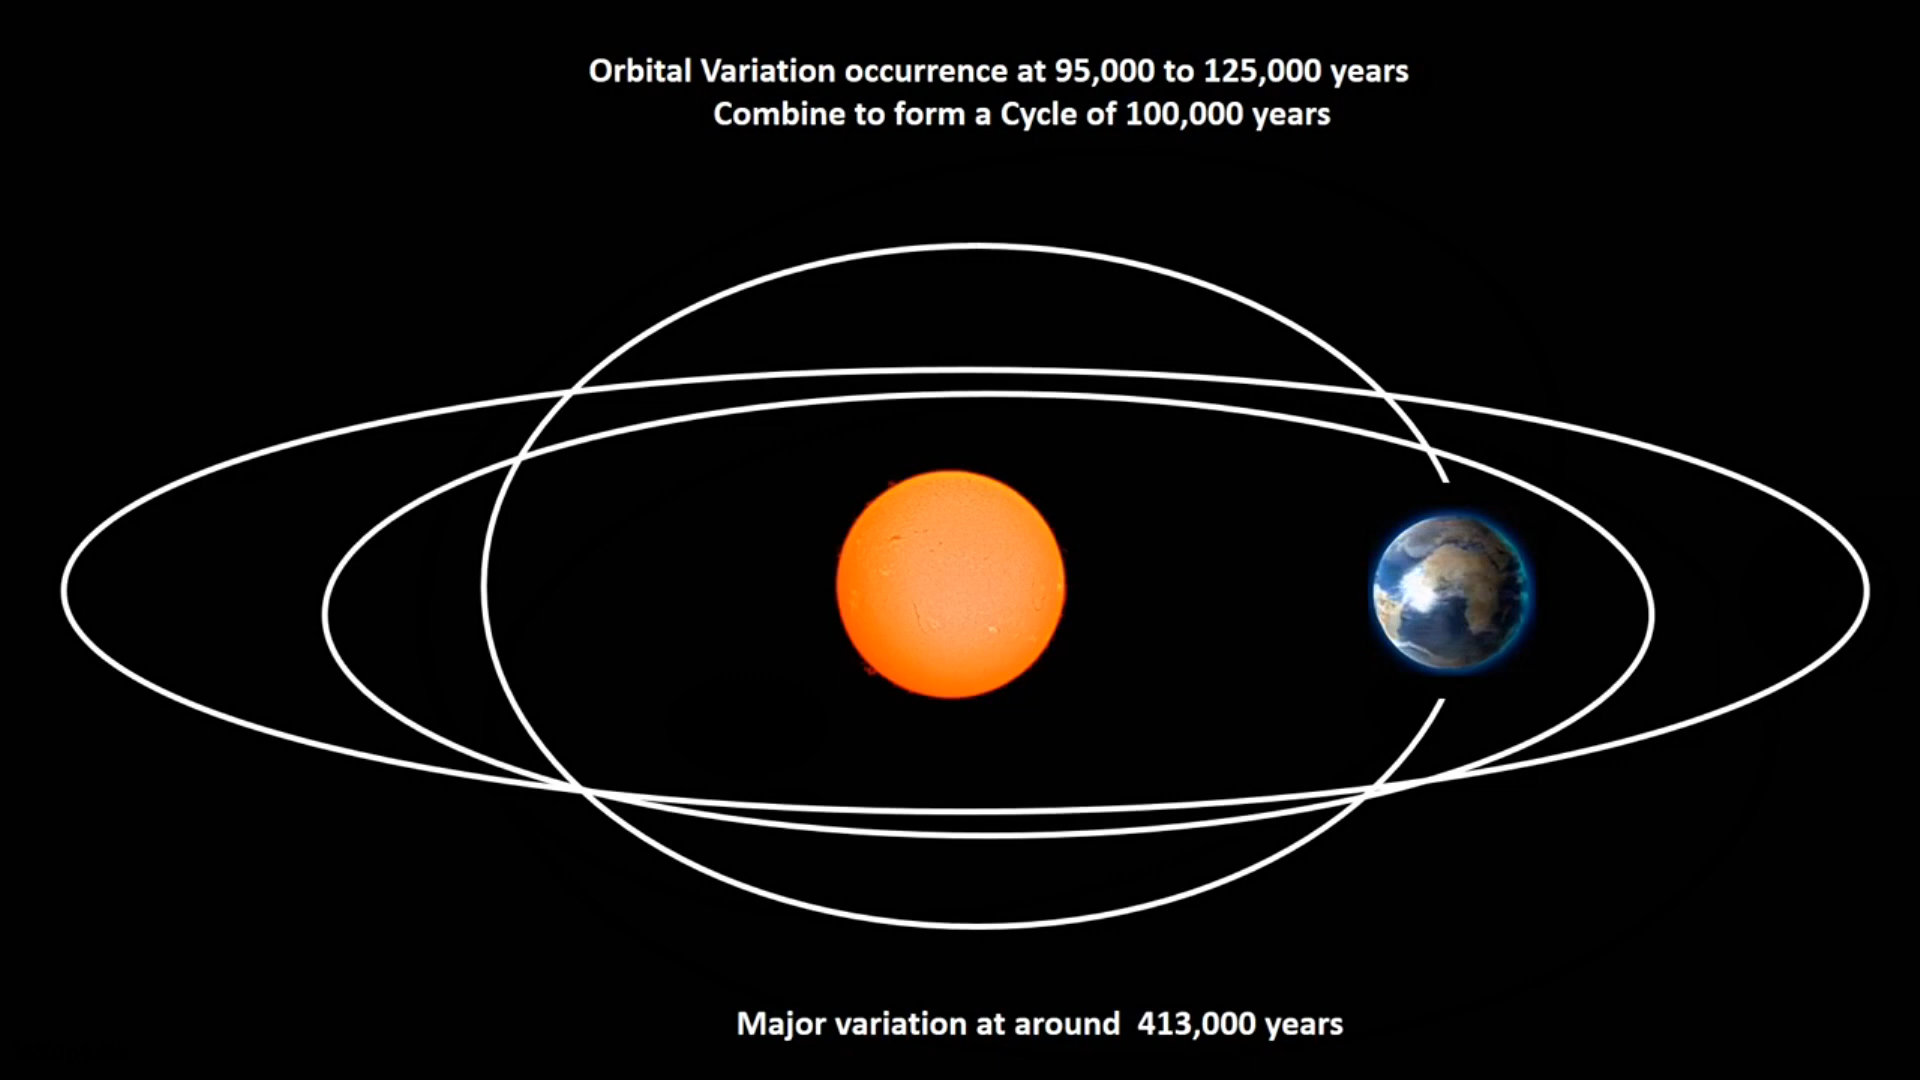 Orbital Variation occurrence at 95,000 to 125,000 years
Combine to form a Cycle of 100,000 years
Major variation at around 413,000 years